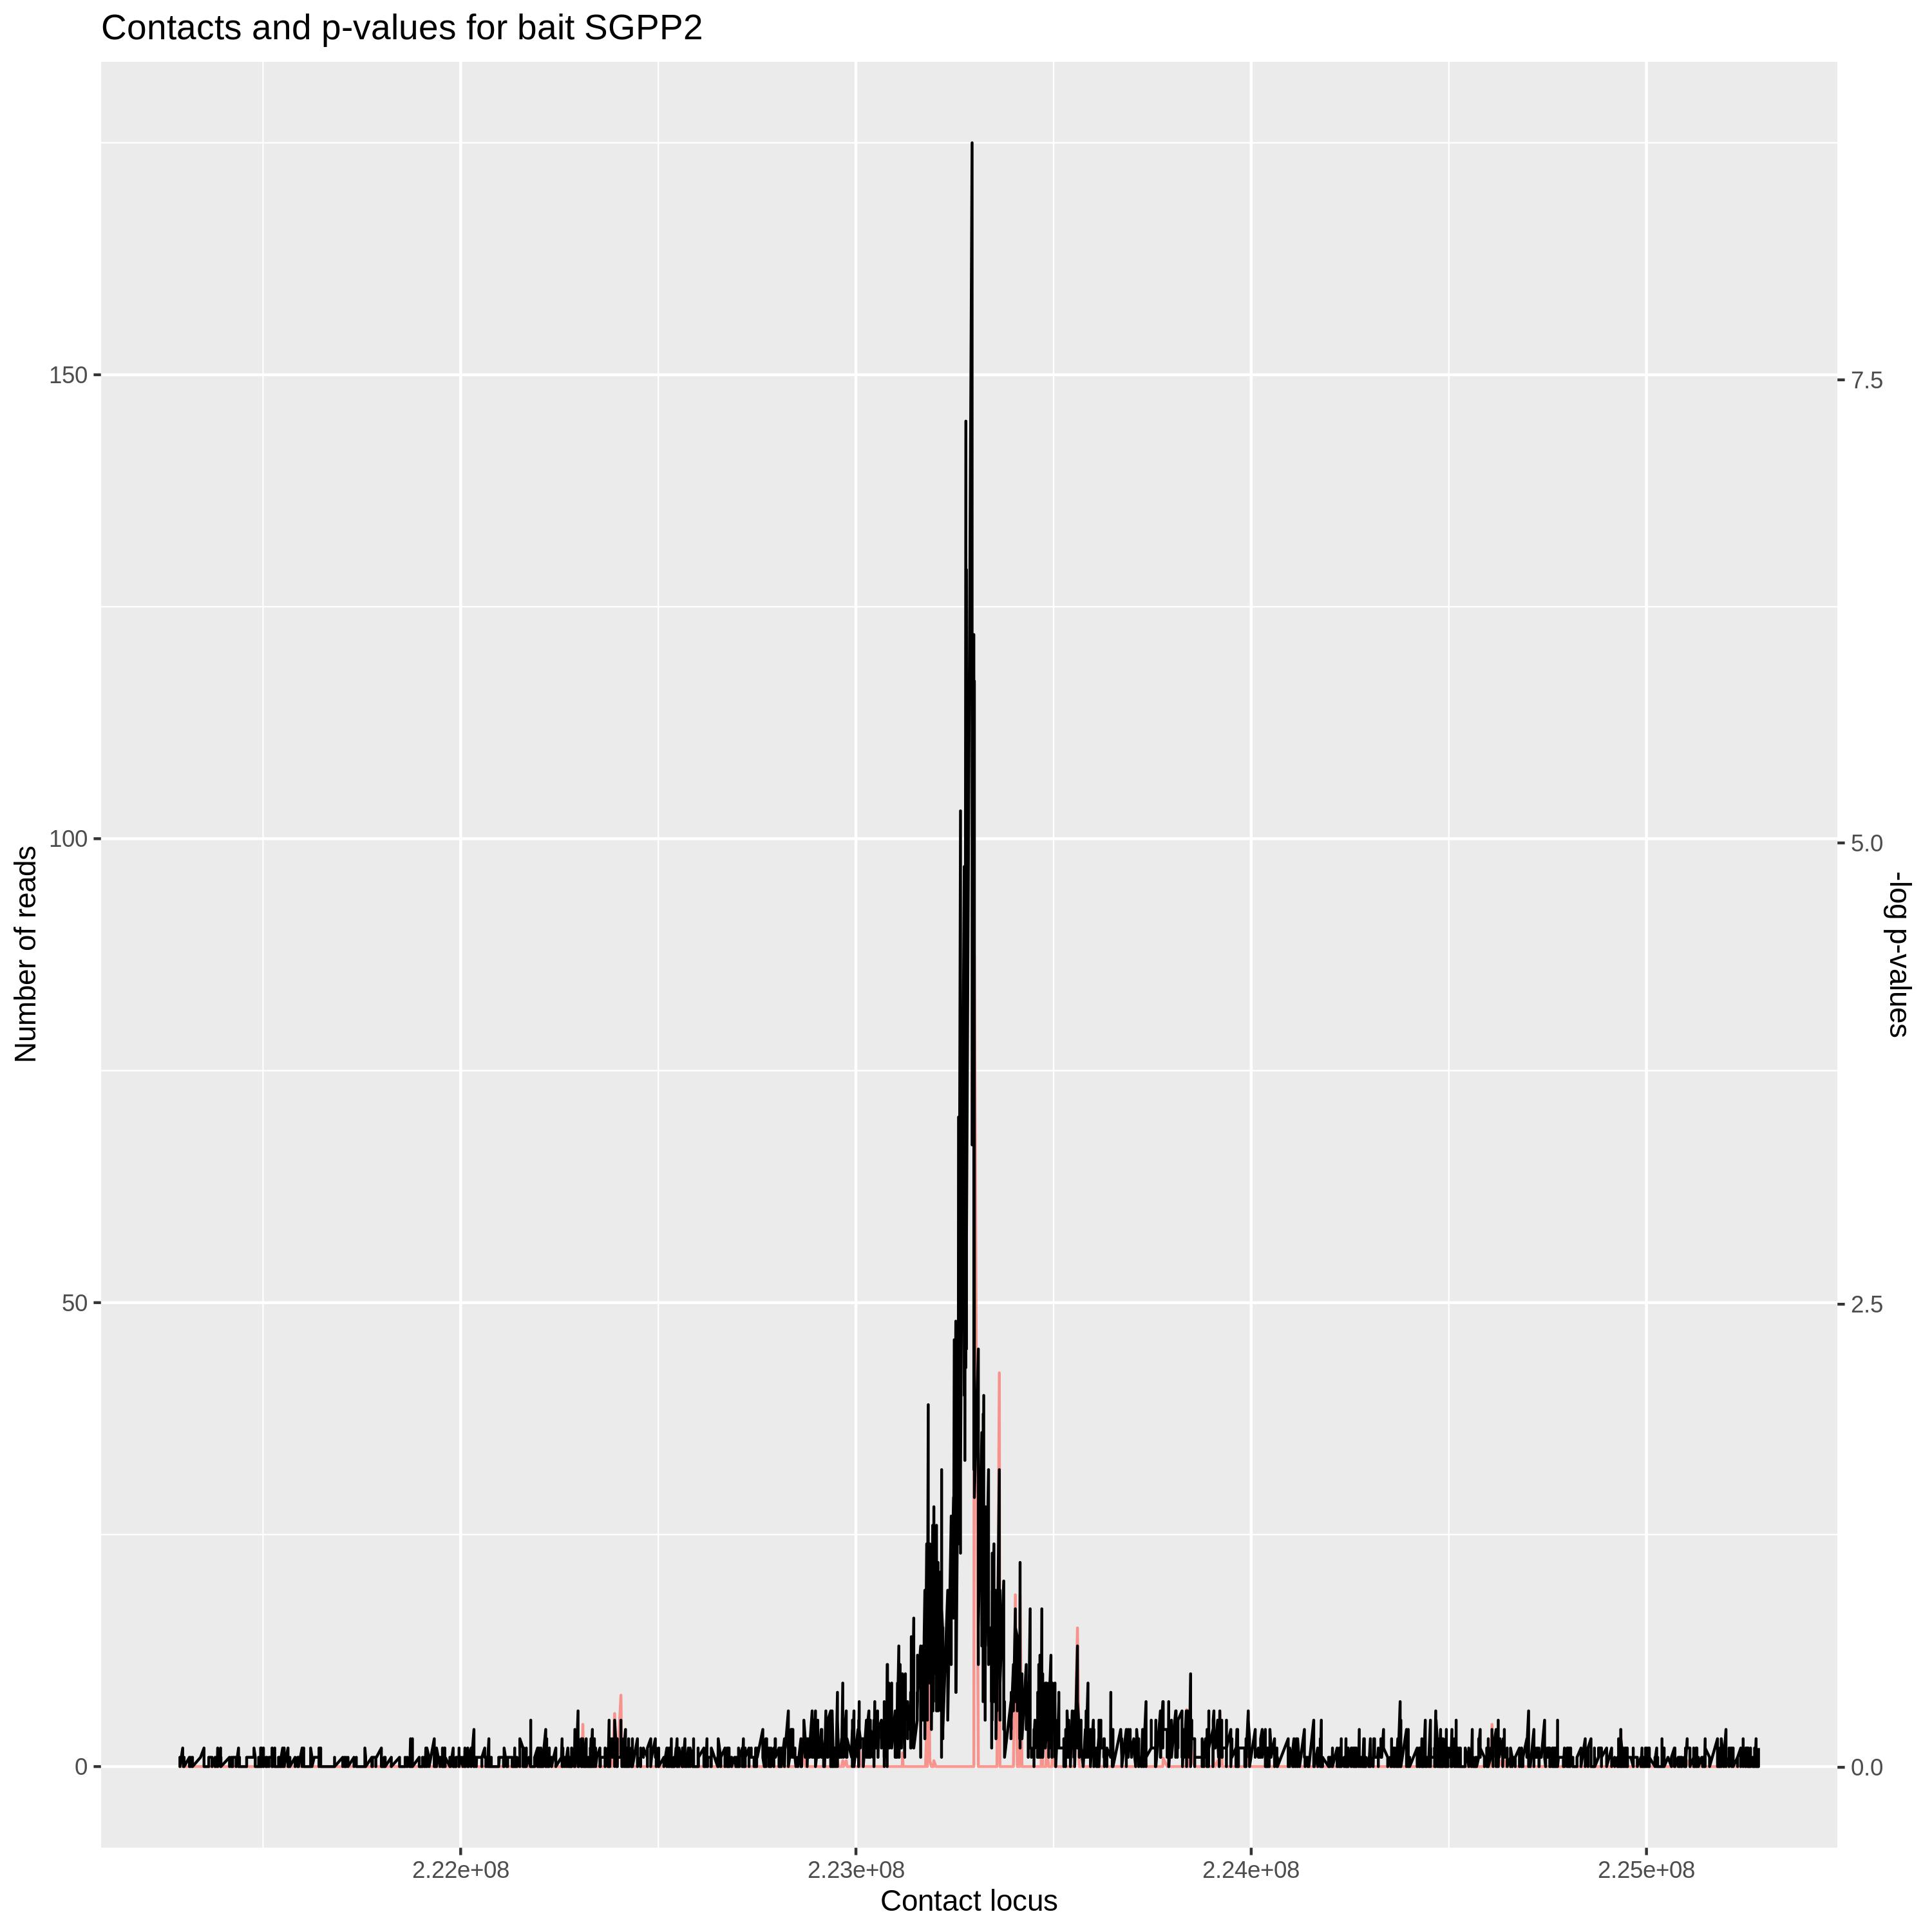 Contacts and p-values for bait SGPP2
150
100
50
0
Number of reads
7.5
5.0
2.5
0.0
-log p-values
2.22e+08 2.23e+08 2.24e+08 2.25e+08
Contact locus